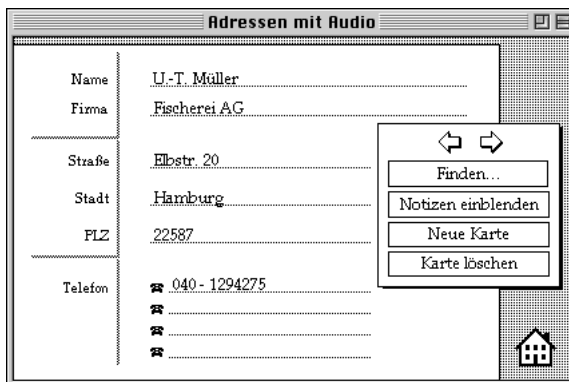 Adressen mit Audio
Name U.-T. Müller
Firma Fischerei AG
Straße Elbstr. 20
Stadt Hamburg
PLZ 22587
Telefon 040 - 1294275
Finden...
Notizen einblenden
Neue Karte
Karte löschen